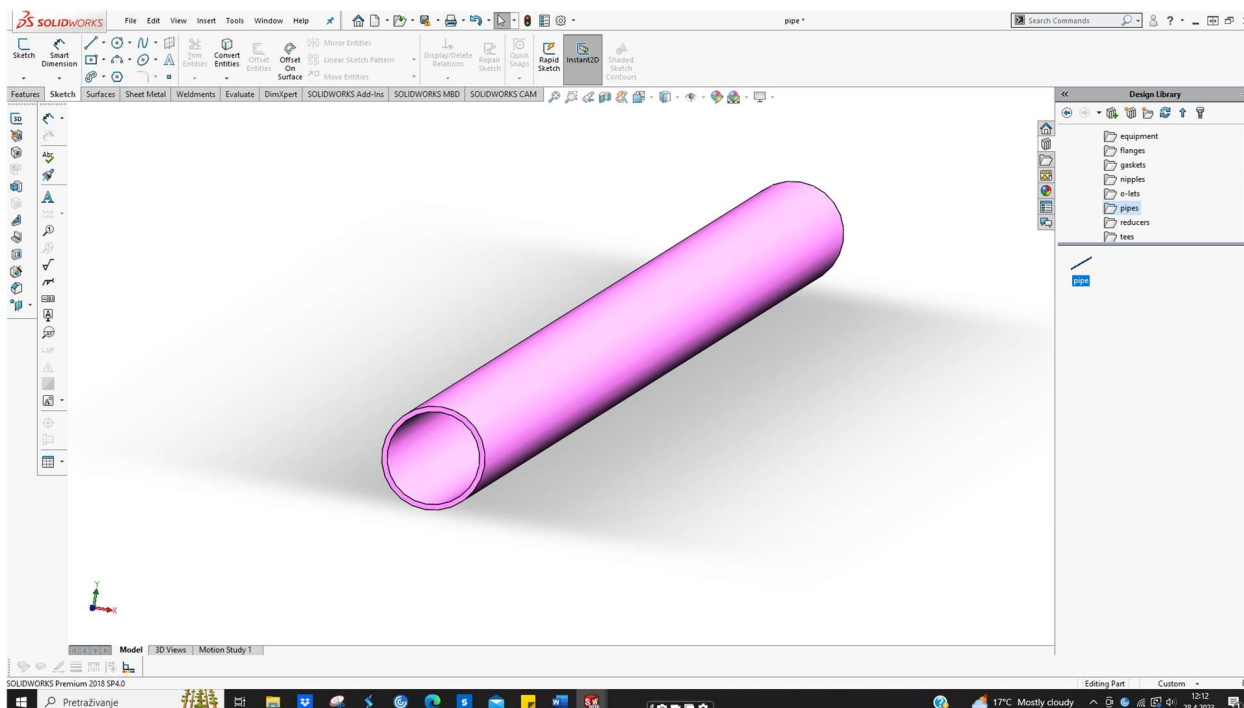 SOLIDWORKS File Edit View Insert Tools Window Help pipe * Search Commands
Sketch Smart Dimension Trim Entities Convert Entities Offset Entities Offset On Surface Mirror Entities Linear Sketch Pattern Move Entities Display/Delete Relations Repair Sketch Quick Snaps Rapid Sketch Instant2D Shaded Sketch Contours
Features Sketch Surfaces Sheet Metal Weldments Evaluate DimXpert SOLIDWORKS Add-Ins SOLIDWORKS MBD SOLIDWORKS CAM
Design Library
equipment
flanges
gaskets
nipples
o-lets
pipes
reducers
tees
pipe
Y
X
Model 3D Views Motion Study 1
SOLIDWORKS Premium 2018 SP4.0 Editing Part Custom
Pretraživanje 17°C Mostly cloudy 12:12
28.4.2023